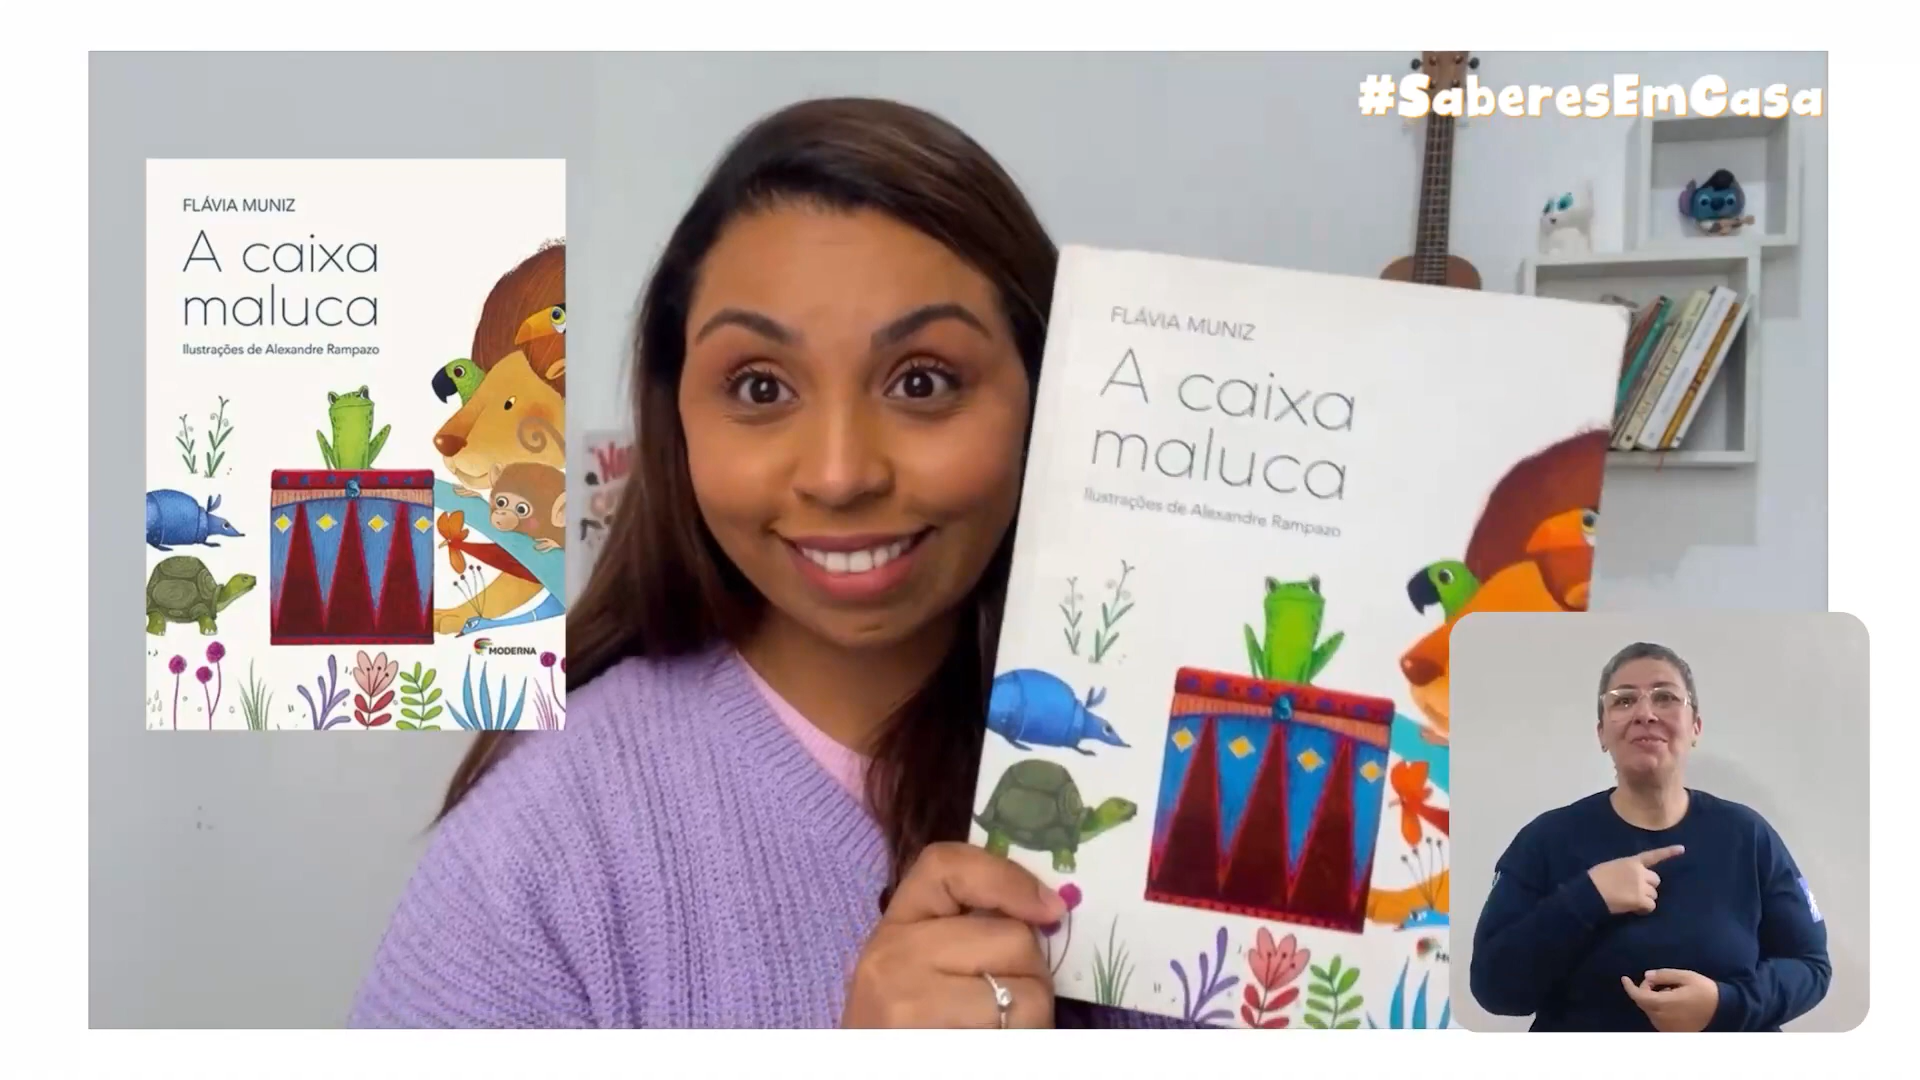 #SaberesEmCasa
FLÁVIA MUNIZ
A caixa
maluca
Ilustrações de Alexandre Rampazo
MODERNA
FLÁVIA MUNIZ
A caixa
maluca
Ilustrações de Alexandre Rampazo